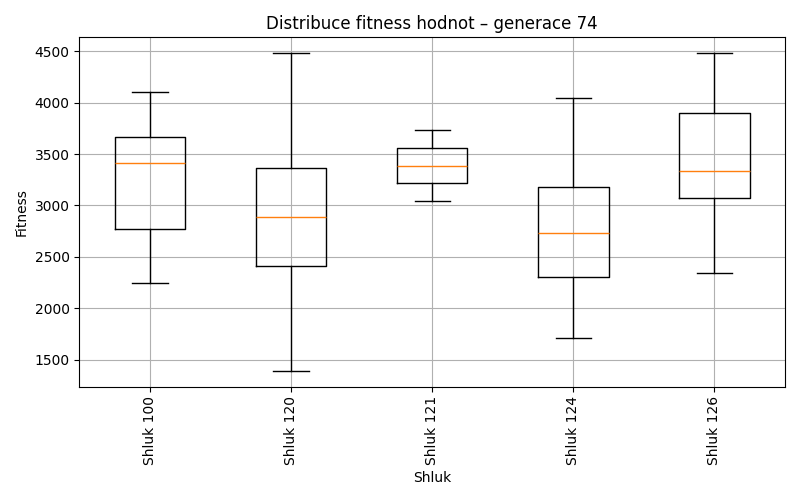 Distribuce fitness hodnot – generace 74
Fitness
4500
4000
3500
3000
2500
2000
1500
Shluk 100
Shluk 120
Shluk 121
Shluk 124
Shluk 126
Shluk